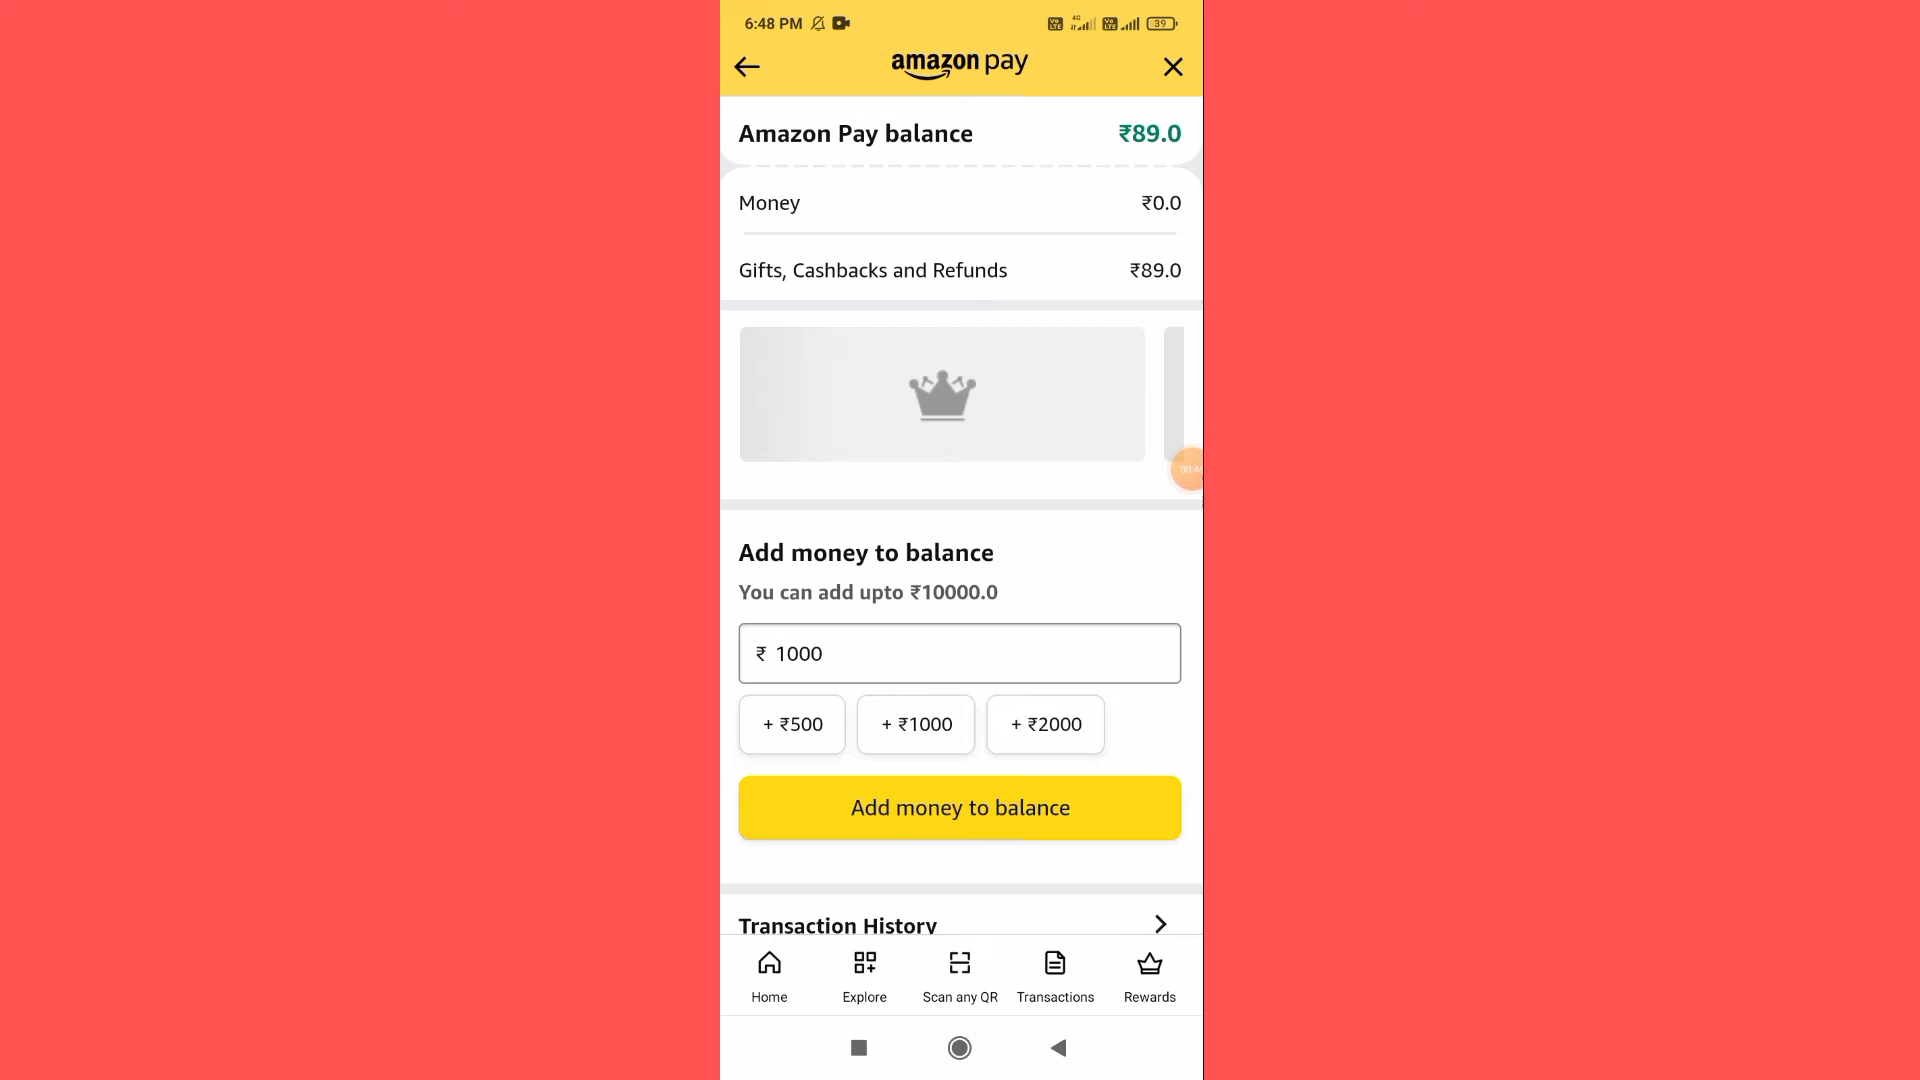 6:48 PM
4G
39
amazon pay
Amazon Pay balance ₹89.0
Money ₹0.0
Gifts, Cashbacks and Refunds ₹89.0
Add money to balance
You can add upto ₹10000.0
₹ 1000
+ ₹500 + ₹1000 + ₹2000
Add money to balance
Transaction History
Home Explore Scan any QR Transactions Rewards